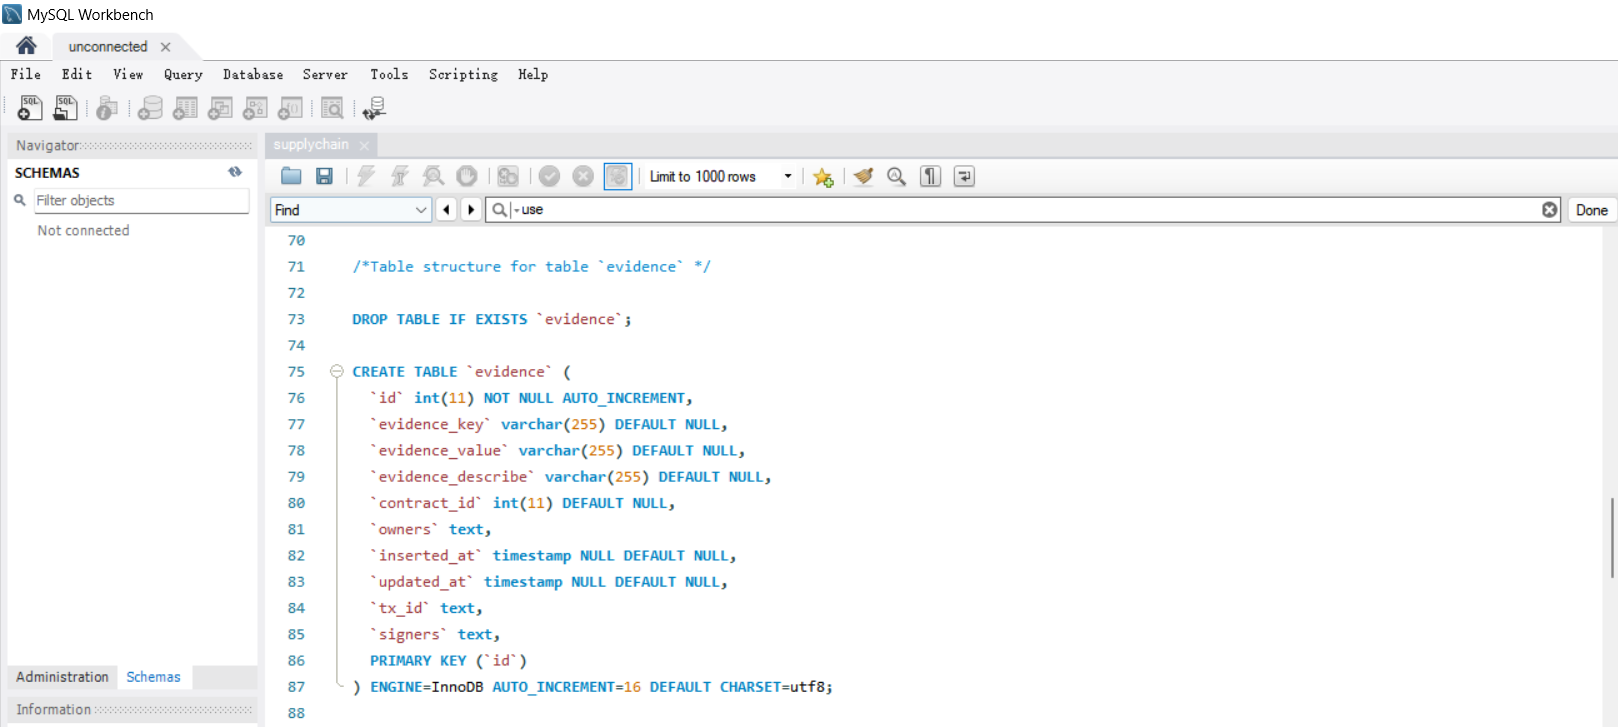 MySQL Workbench
unconnected
File Edit View Query Database Server Tools Scripting Help
SQL SQL
Navigator
supplychain
SCHEMAS
Limit to 1000 rows
Filter objects
Find
use
Done
Not connected
70
71 /*Table structure for table `evidence` */
72
73 DROP TABLE IF EXISTS `evidence`;
74
75 CREATE TABLE `evidence` (
76 `id` int(11) NOT NULL AUTO_INCREMENT,
77 `evidence_key` varchar(255) DEFAULT NULL,
78 `evidence_value` varchar(255) DEFAULT NULL,
79 `evidence_describe` varchar(255) DEFAULT NULL,
80 `contract_id` int(11) DEFAULT NULL,
81 `owners` text,
82 `inserted_at` timestamp NULL DEFAULT NULL,
83 `updated_at` timestamp NULL DEFAULT NULL,
84 `tx_id` text,
85 `signers` text,
86 PRIMARY KEY (`id`)
87 ) ENGINE=InnoDB AUTO_INCREMENT=16 DEFAULT CHARSET=utf8;
88
Administration Schemas
Information